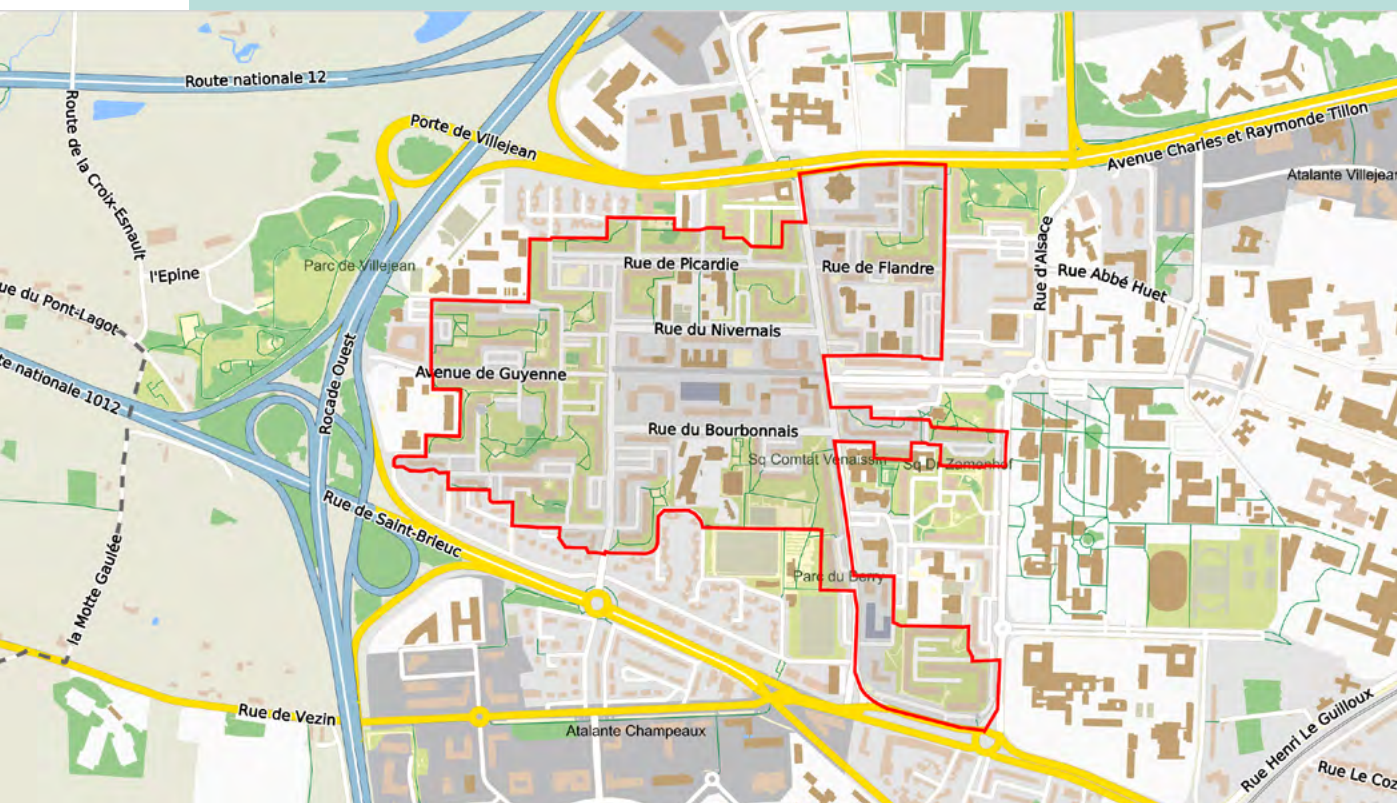 Route nationale 12
Route de la Croix-Esnault
Porte de Villejean
Avenue Charles et Raymonde Tillon
Atalante Villejean
l'Epine
Parc de Villejean
Rue de Picardie
Rue de Flandre
Rue d'Alsace
Rue Abbé Huet
ue du Pont-Lagot
Rue du Nivernais
Rocade Ouest
Avenue de Guyenne
te nationale 1012
Rue du Bourbonnais
Sq Comtat Venaissin
Sq Dr Zamenhof
Rue de Saint-Brieuc
la Motte Gaulée
Parc du Berry
Rue de Vezin
Atalante Champeaux
Rue Henri Le Guilloux
Rue Le Coz